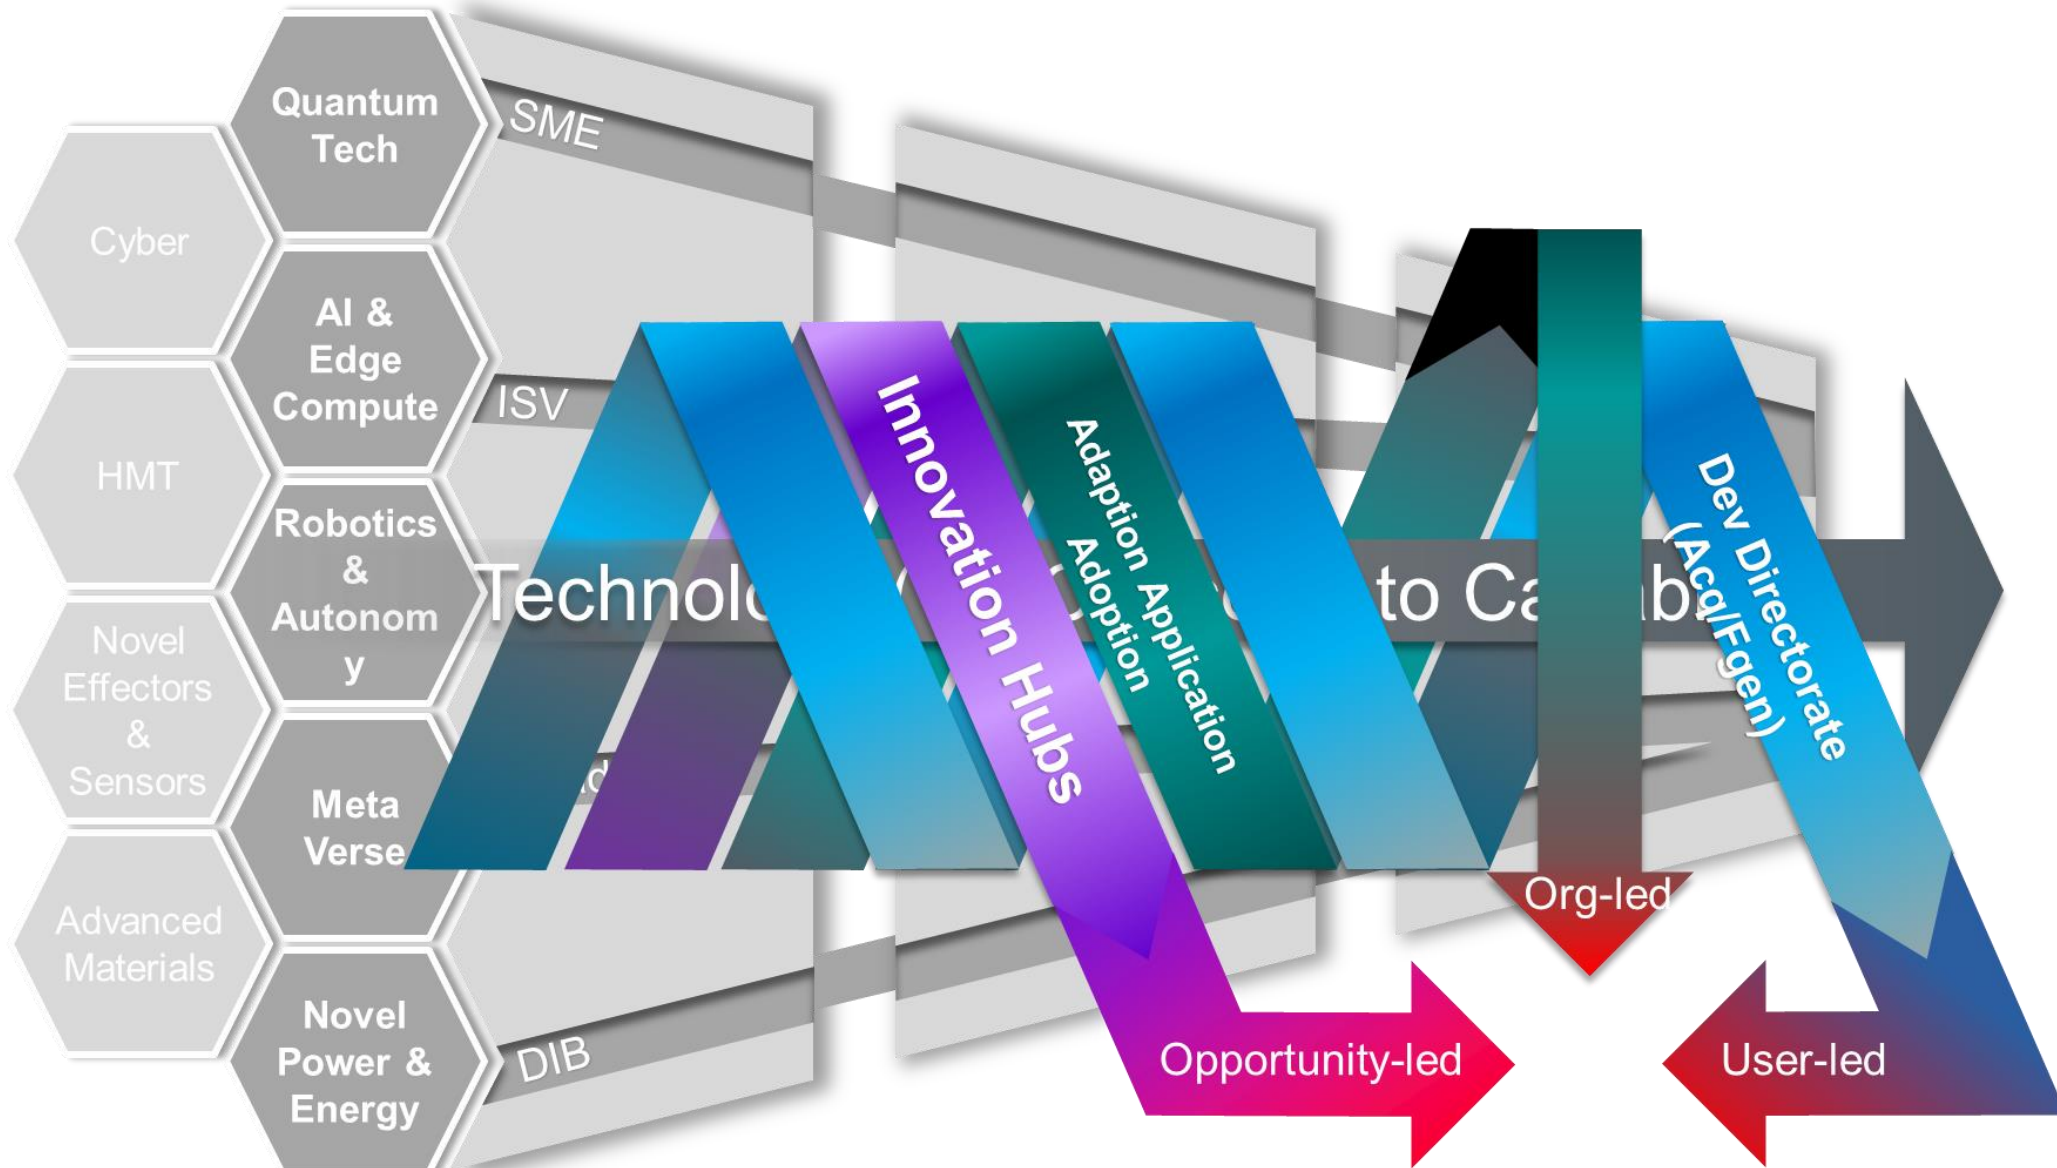 Quantum
Tech
Cyber
AI &
Edge
Compute
HMT
Robotics
&
Autonom
y
Novel
Effectors
&
Sensors
Meta
Verse
Advanced
Materials
Novel
Power &
Energy
SME
ISV
DIB
to
Innovation Hubs
Adaption Application
Adoption
Dev Directorate
(Acq/Fgen)
Org-led
Opportunity-led
User-led